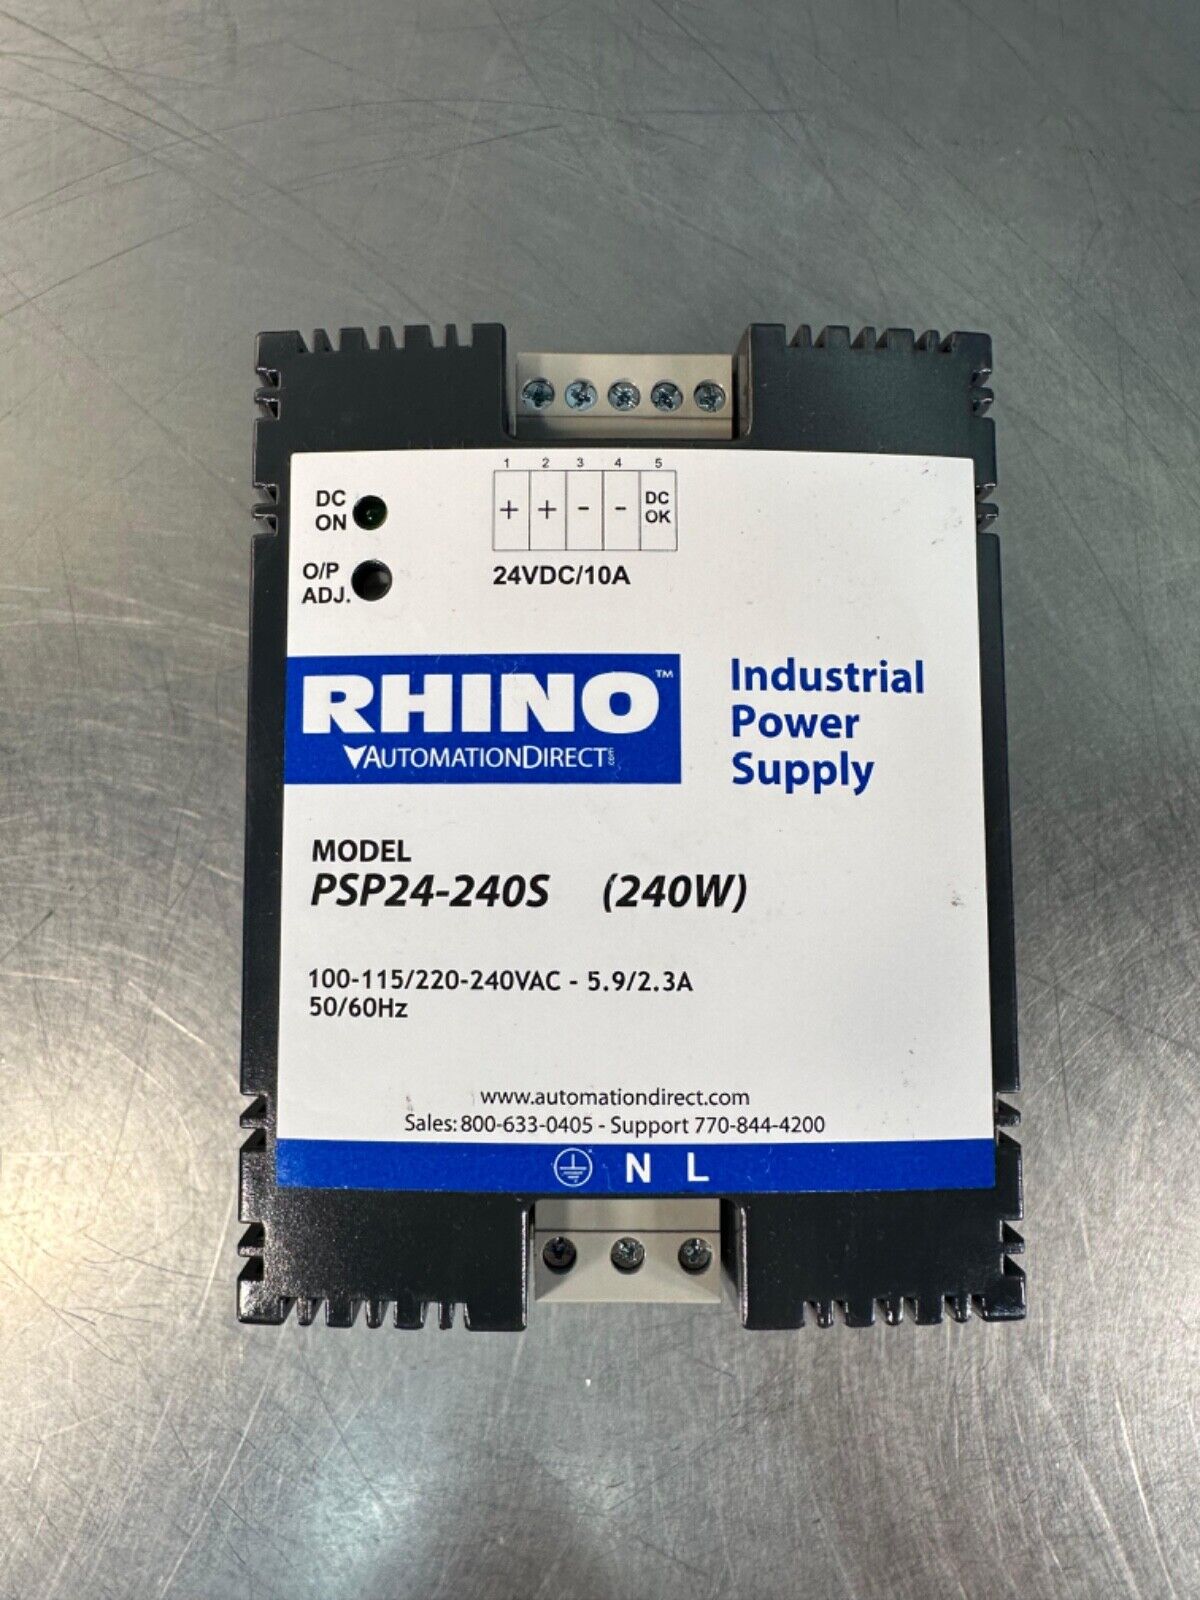 1 2 3 4 5
DC
ON
+ + - - DC
OK
O/P
ADJ.
24VDC/10A
RHINO™
AUTOMATIONDIRECT.com
Industrial
Power
Supply
MODEL
PSP24-240S (240W)
100-115/220-240VAC - 5.9/2.3A
50/60Hz
www.automationdirect.com
Sales: 800-633-0405 - Support 770-844-4200
N L